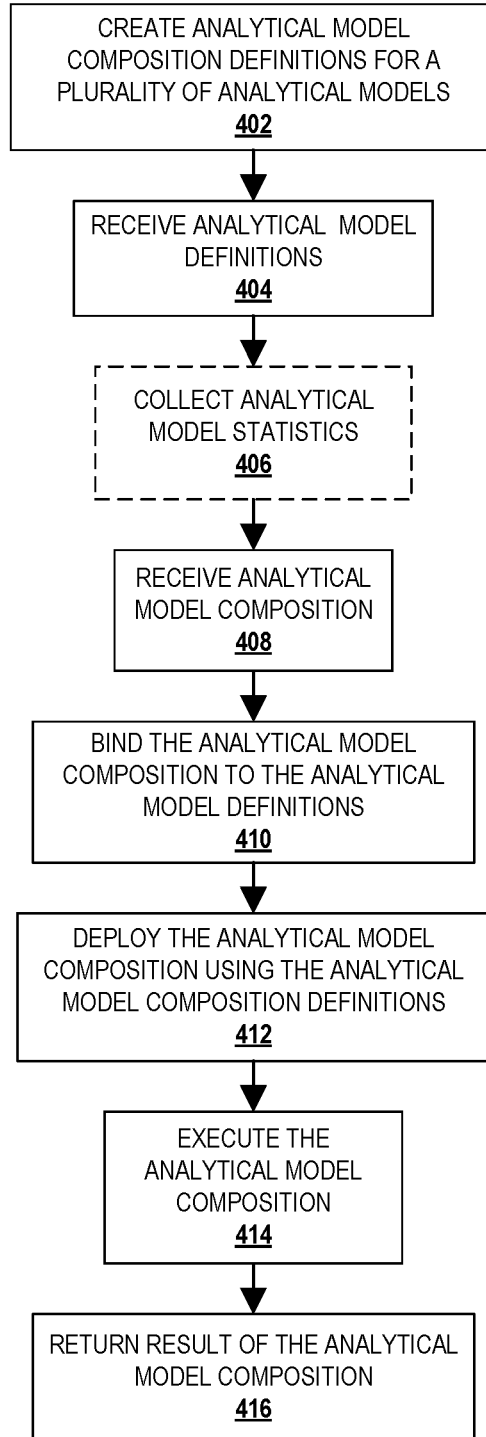 CREATE ANALYTICAL MODEL
COMPOSITION DEFINITIONS FOR A
PLURALITY OF ANALYTICAL MODELS
402
RECEIVE ANALYTICAL MODEL
DEFINITIONS
404
COLLECT ANALYTICAL
MODEL STATISTICS
406
RECEIVE ANALYTICAL
MODEL COMPOSITION
408
BIND THE ANALYTICAL MODEL
COMPOSITION TO THE ANALYTICAL
MODEL DEFINITIONS
410
DEPLOY THE ANALYTICAL MODEL
COMPOSITION USING THE ANALYTICAL
MODEL COMPOSITION DEFINITIONS
412
EXECUTE THE
ANALYTICAL MODEL
COMPOSITION
414
RETURN RESULT OF THE ANALYTICAL
MODEL COMPOSITION
416